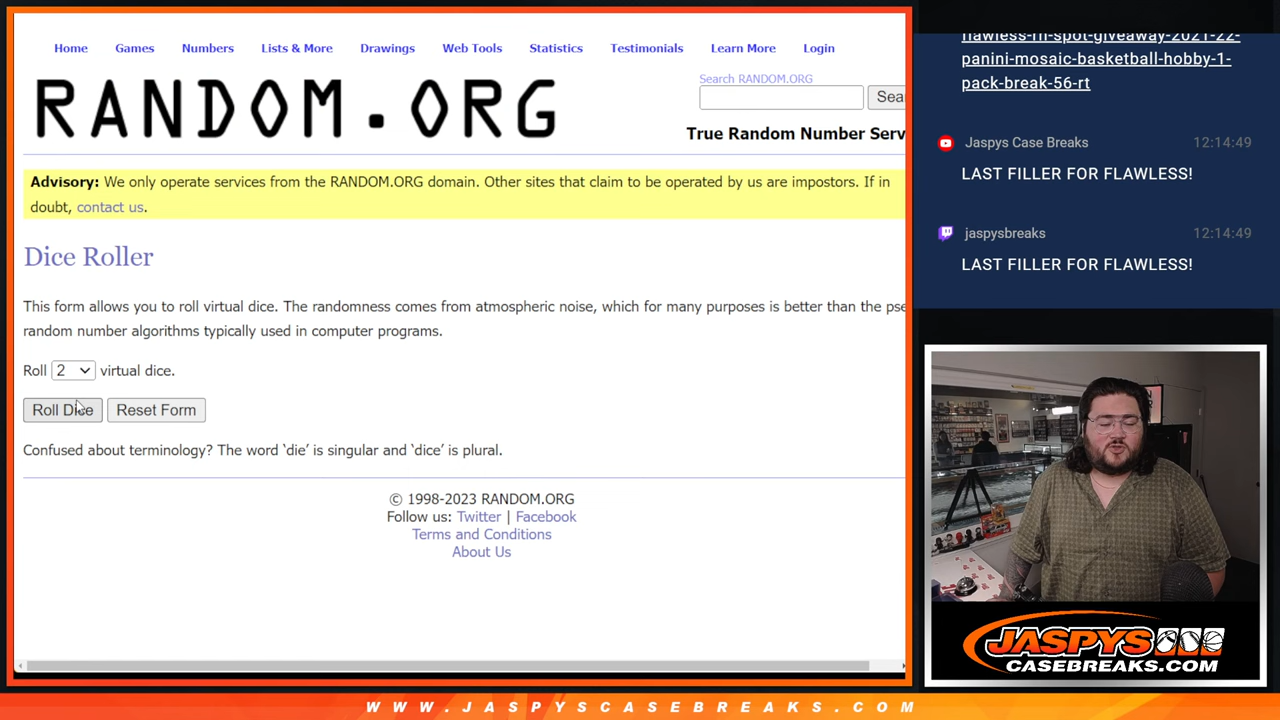 Home Games Numbers Lists & More Drawings Web Tools Statistics Testimonials Learn More Login
RANDOM.ORG
Search RANDOM.ORG
Sea
True Random Number Serv
Advisory: We only operate services from the RANDOM.ORG domain. Other sites that claim to be operated by us are impostors. If in
doubt, contact us.
Dice Roller
This form allows you to roll virtual dice. The randomness comes from atmospheric noise, which for many purposes is better than the pse
random number algorithms typically used in computer programs.
Roll 2 virtual dice.
Roll Dice Reset Form
Confused about terminology? The word ‘die’ is singular and ‘dice’ is plural.
© 1998-2023 RANDOM.ORG
Follow us: Twitter | Facebook
Terms and Conditions
About Us
flawless-m-spot-giveaway-2021-22-
panini-mosaic-basketball-hobby-1-
pack-break-56-rt
Jaspys Case Breaks 12:14:49
LAST FILLER FOR FLAWLESS!
jaspysbreaks 12:14:49
LAST FILLER FOR FLAWLESS!
JASPYS
CASEBREAKS.COM
WWW.JASPYSCASEBREAKS.COM